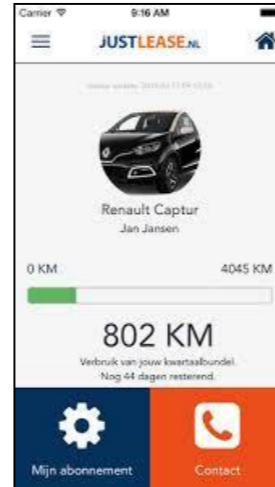 Carrier 9:16 AM
JUSTLEASE.NL
Renault Captur
Jan Jansen
0 KM 4045 KM
802 KM
Verbruik van jouw kwartaalbundel.
Nog 44 dagen resterend.
Mijn abonnement Contact